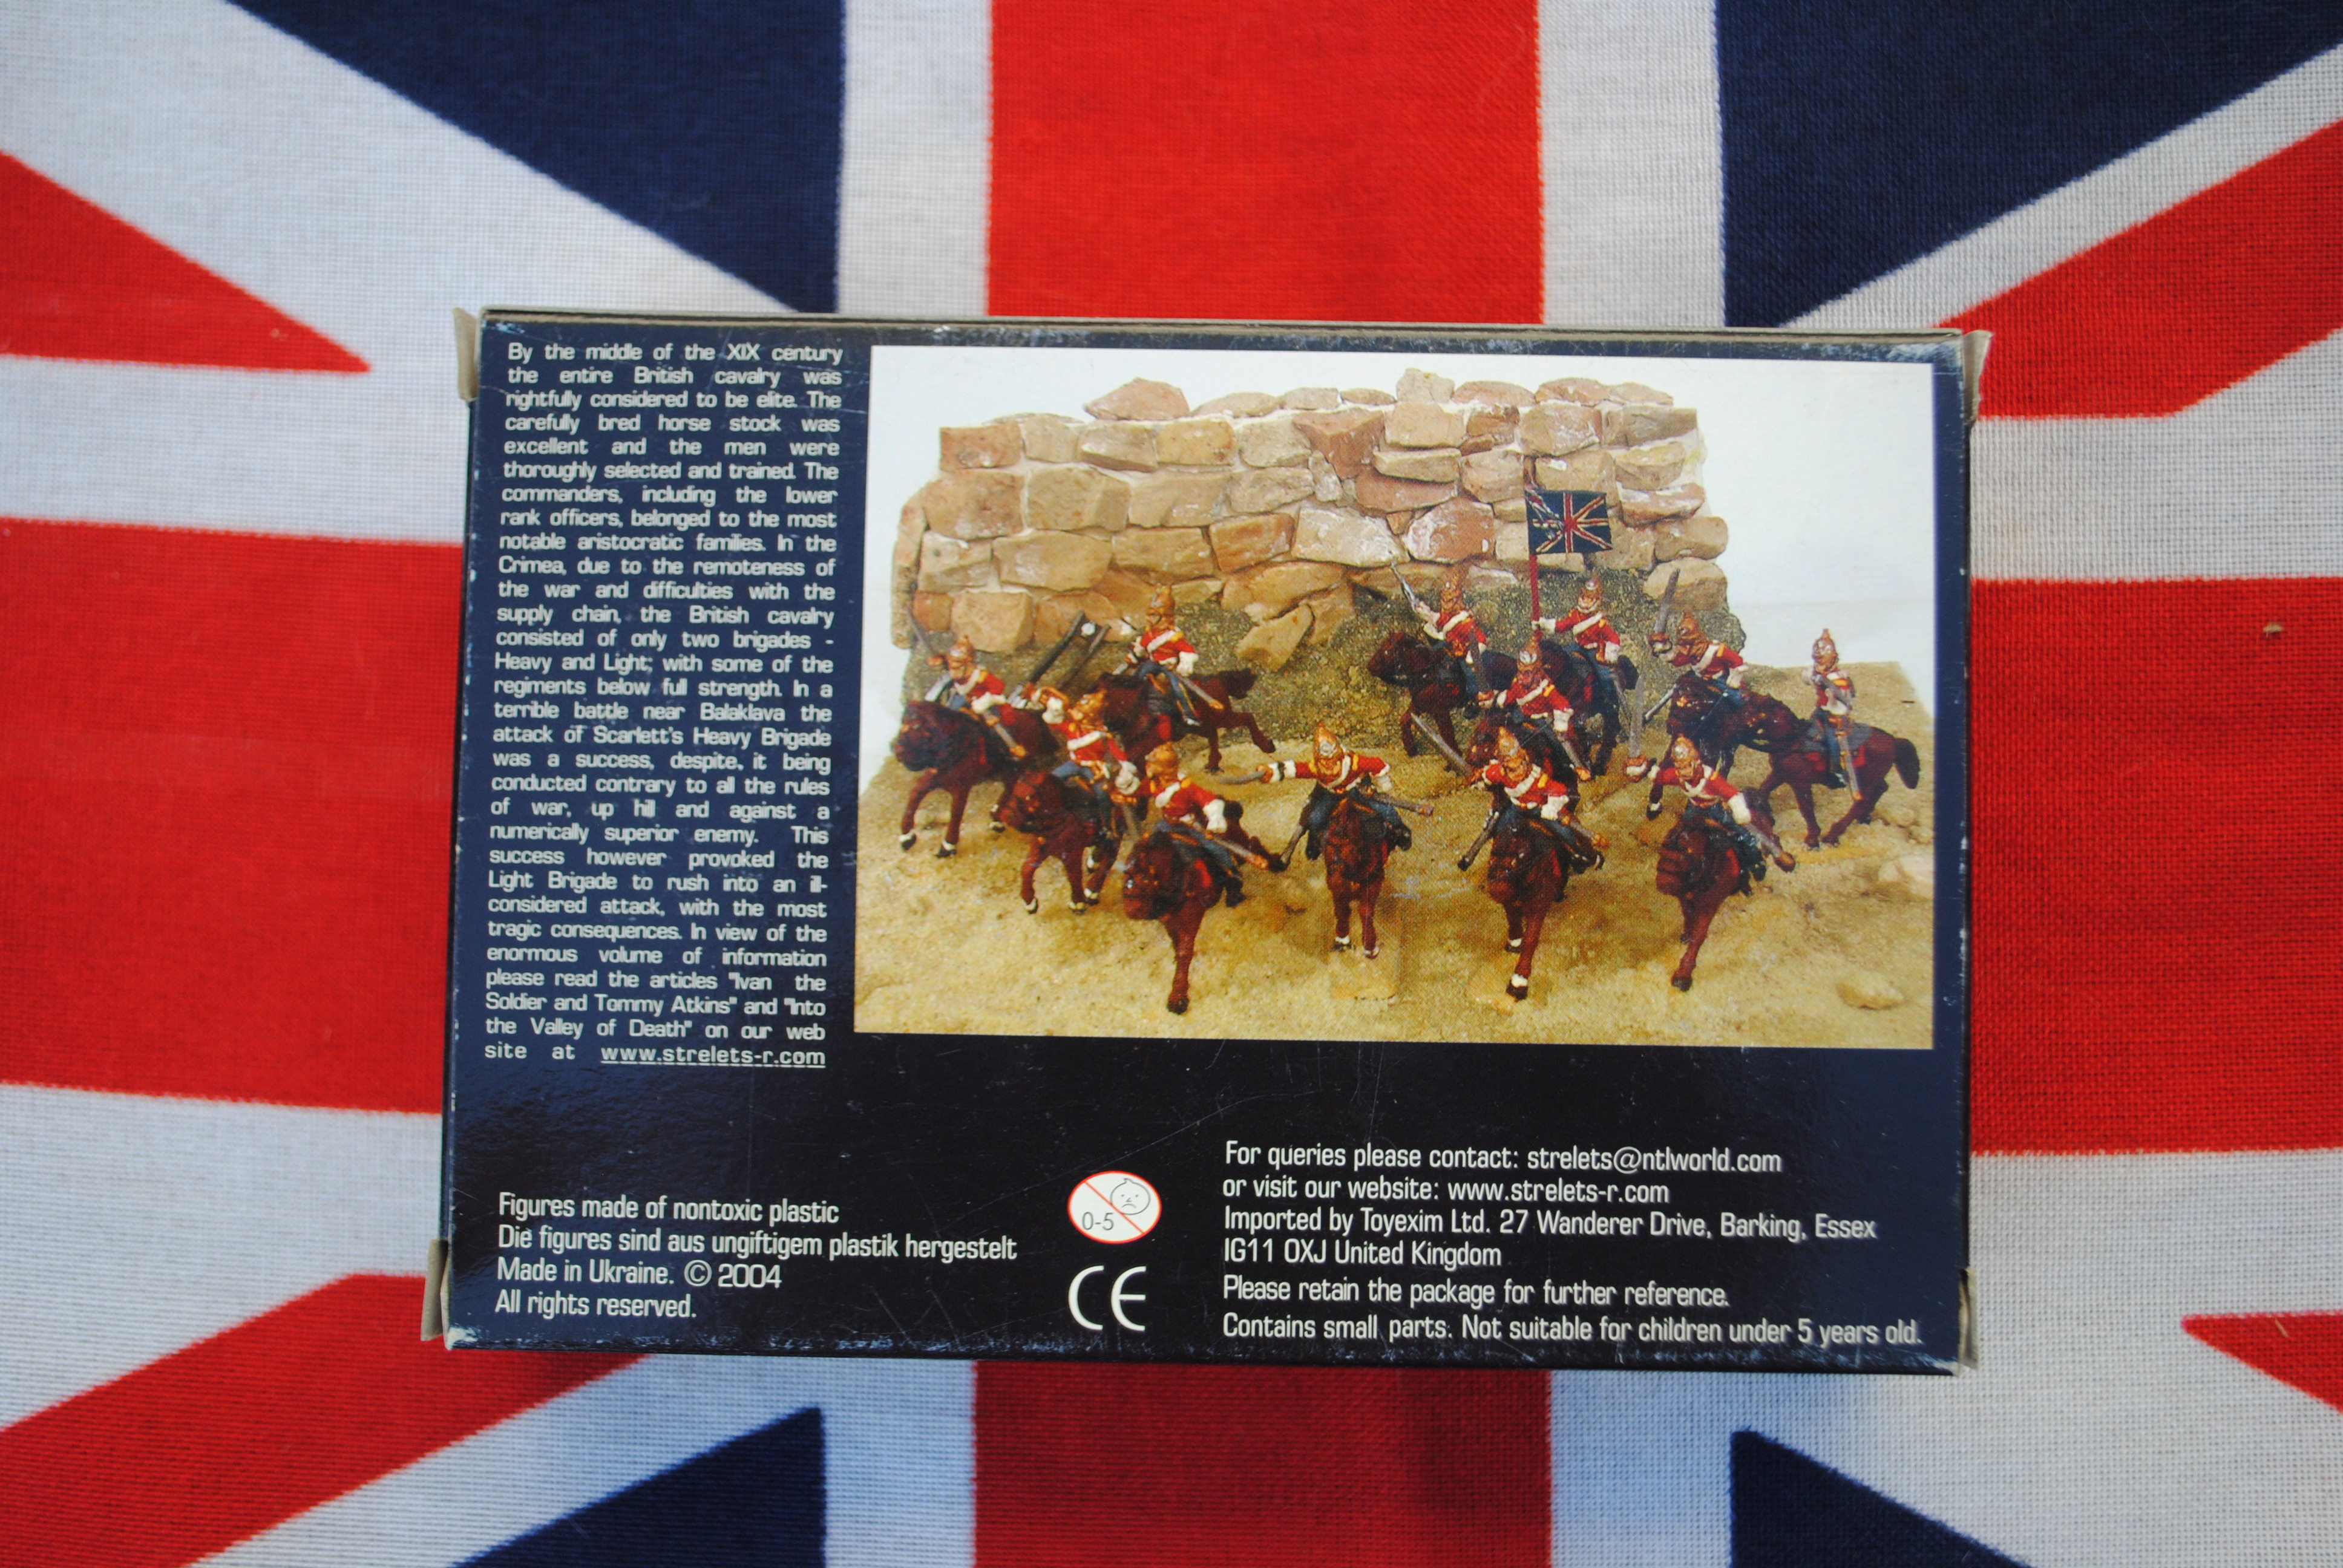 By the middle of the XIX century
the entire British cavalry was
rightfully considered to be elite. The
carefully bred horse stock was
excellent and the men were
thoroughly selected and trained. The
commanders, including the lower
rank officers, belonged to the most
notable aristocratic families. In the
Crimea, due to the remoteness of
the war and difficulties with the
supply chain, the British cavalry
consisted of only two brigades -
Heavy and Light; with some of the
regiments below full strength. In a
terrible battle near Balaklava the
attack of Scarlett's Heavy Brigade
was a success, despite, it being
conducted contrary to all the rules
of war, up hill and against a
numerically superior enemy. This
success however provoked the
Light Brigade to rush into an ill-
considered attack, with the most
tragic consequences. In view of the
enormous volume of information
please read the articles "Ivan the
Soldier and Tommy Atkins" and "Into
the Valley of Death" on our web
site at www.strelets-r.com
Figures made of nontoxic plastic
Die figures sind aus ungiftigem plastik hergestelt
Made in Ukraine. © 2004
All rights reserved.
0-5
CE
For queries please contact: strelets@ntlworld.com
or visit our website: www.strelets-r.com
Imported by Toyexim Ltd. 27 Wanderer Drive, Barking, Essex
IG11 0XJ United Kingdom
Please retain the package for further reference.
Contains small parts. Not suitable for children under 5 years old.